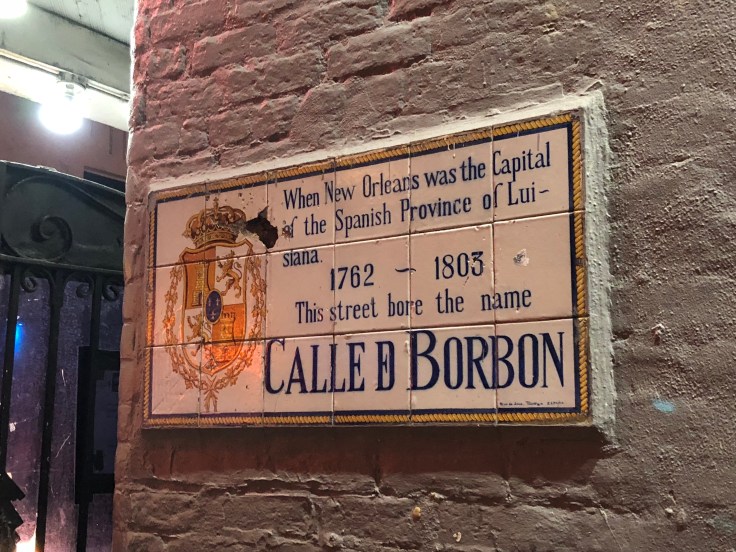 When New Orleans was the Capital
of the Spanish Province of Lui-
siana.
1762 ~ 1803
This street bore the name
CALLE D BORBON